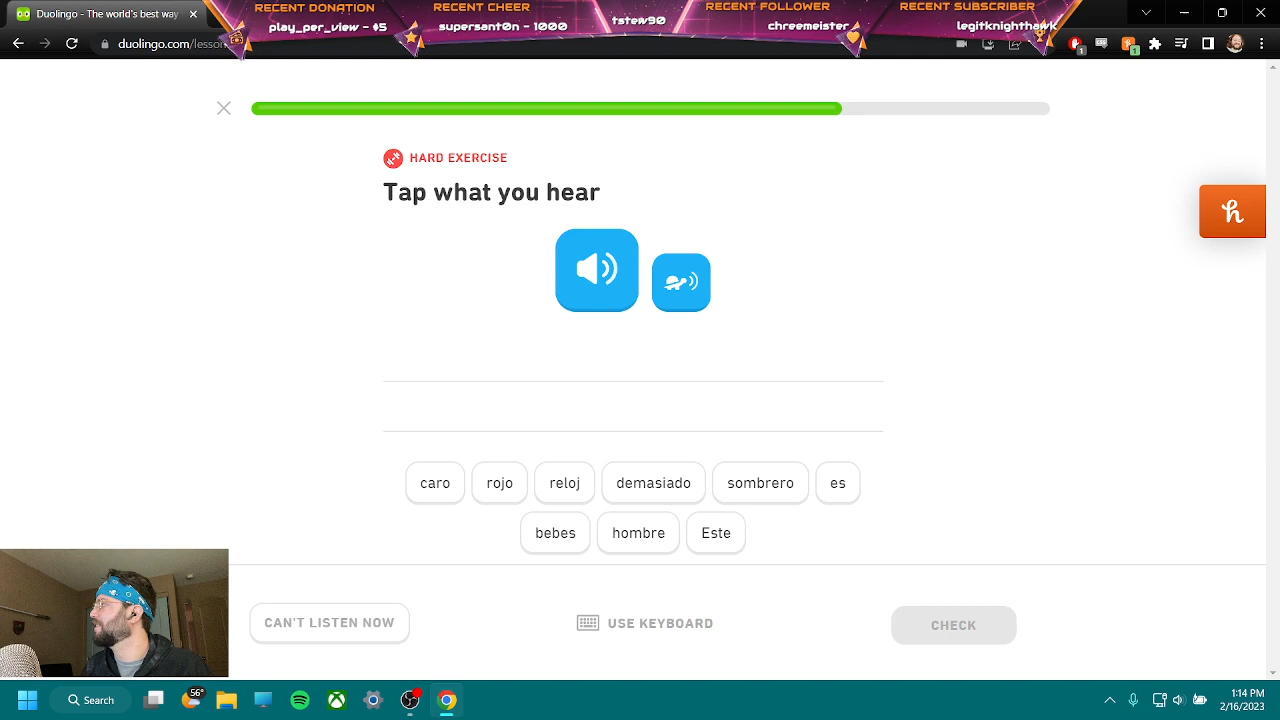 Duolingo - The world's best way
RECENT DONATION
play_per_view - $5
RECENT CHEER
supersant0n - 1000
tstew90
RECENT FOLLOWER
chreemeister
RECENT SUBSCRIBER
legitknighthawk
duolingo.com/lesson
1
1
HARD EXERCISE
Tap what you hear
h
caro
rojo
reloj
demasiado
sombrero
es
bebes
hombre
Este
CAN'T LISTEN NOW
USE KEYBOARD
CHECK
Search
56
1:14 PM
2/16/2023